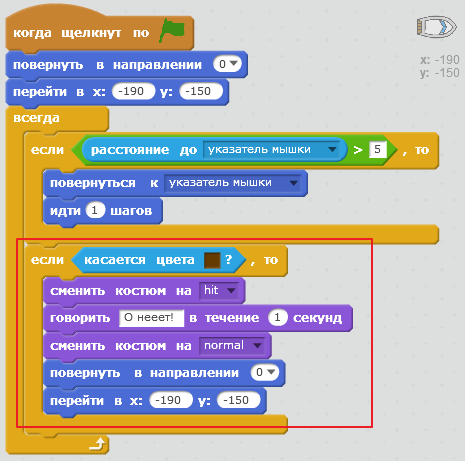 когда щелкнут по
повернуть в направлении 0
перейти в x: -190 y: -150
всегда
если расстояние до указатель мышки > 5 , то
повернуться к указатель мышки
идти 1 шагов
если касается цвета ? , то
сменить костюм на hit
говорить О нееет! в течение 1 секунд
сменить костюм на normal
повернуть в направлении 0
перейти в x: -190 y: -150
x: -190
y: -150